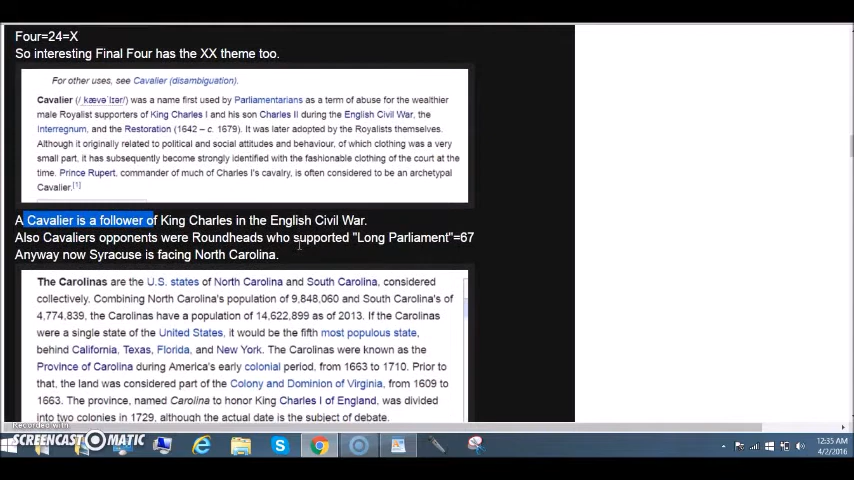 Four=24=X
So interesting Final Four has the XX theme too.
For other uses, see Cavalier (disambiguation).
Cavalier (/ˌkævəˈlɪər/) was a name first used by Parliamentarians as a term of abuse for the wealthier
male Royalist supporters of King Charles I and his son Charles II during the English Civil War, the
Interregnum, and the Restoration (1642 – c. 1679). It was later adopted by the Royalists themselves.
Although it originally related to political and social attitudes and behaviour, of which clothing was a very
small part, it has subsequently become strongly identified with the fashionable clothing of the court at the
time. Prince Rupert, commander of much of Charles I's cavalry, is often considered to be an archetypal
Cavalier.[1]
A Cavalier is a follower of King Charles in the English Civil War.
Also Cavaliers opponents were Roundheads who supported "Long Parliament"=67
Anyway now Syracuse is facing North Carolina.
The Carolinas are the U.S. states of North Carolina and South Carolina, considered
collectively. Combining North Carolina's population of 9,848,060 and South Carolina's of
4,774,839, the Carolinas have a population of 14,622,899 as of 2013. If the Carolinas
were a single state of the United States, it would be the fifth most populous state,
behind California, Texas, Florida, and New York. The Carolinas were known as the
Province of Carolina during America's early colonial period, from 1663 to 1710. Prior to
that, the land was considered part of the Colony and Dominion of Virginia, from 1609 to
1663. The province, named Carolina to honor King Charles I of England, was divided
into two colonies in 1729, although the actual date is the subject of debate.
Recorded with
SCREENCAST MATIC
12:35 AM
4/2/2016